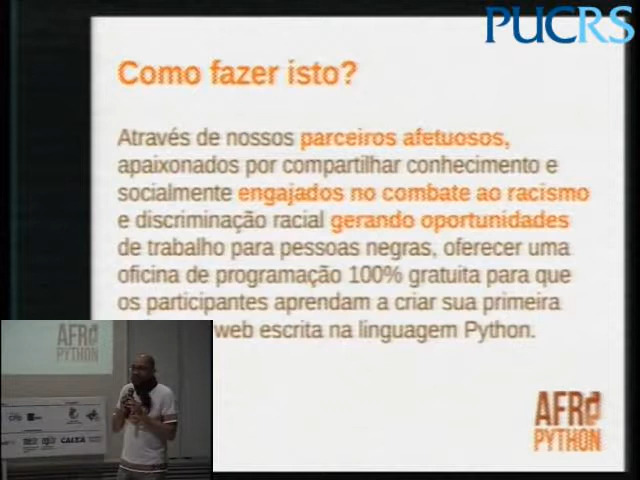 PUCRS
Como fazer isto?
Através de nossos parceiros afetuosos,
apaixonados por compartilhar conhecimento e
socialmente engajados no combate ao racismo
e discriminação racial gerando oportunidades
de trabalho para pessoas negras, oferecer uma
oficina de programação 100% gratuita para que
os participantes aprendam a criar sua primeira
web escrita na linguagem Python.
AFRO
PYTHON
CAIXA
AFRO
PYTHON